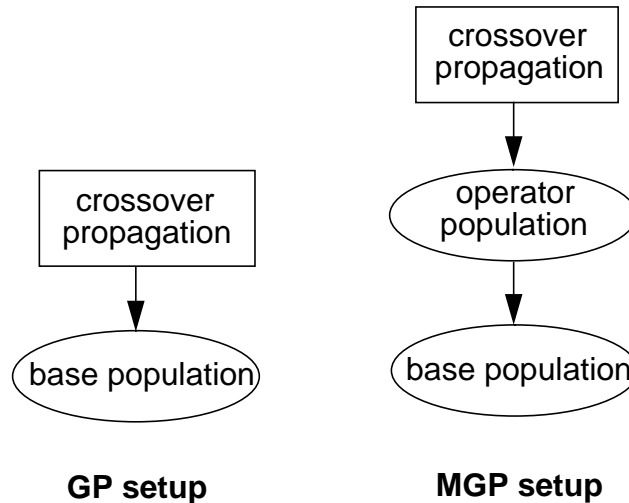 crossover
propagation
base population
GP setup
crossover
propagation
operator
population
base population
MGP setup